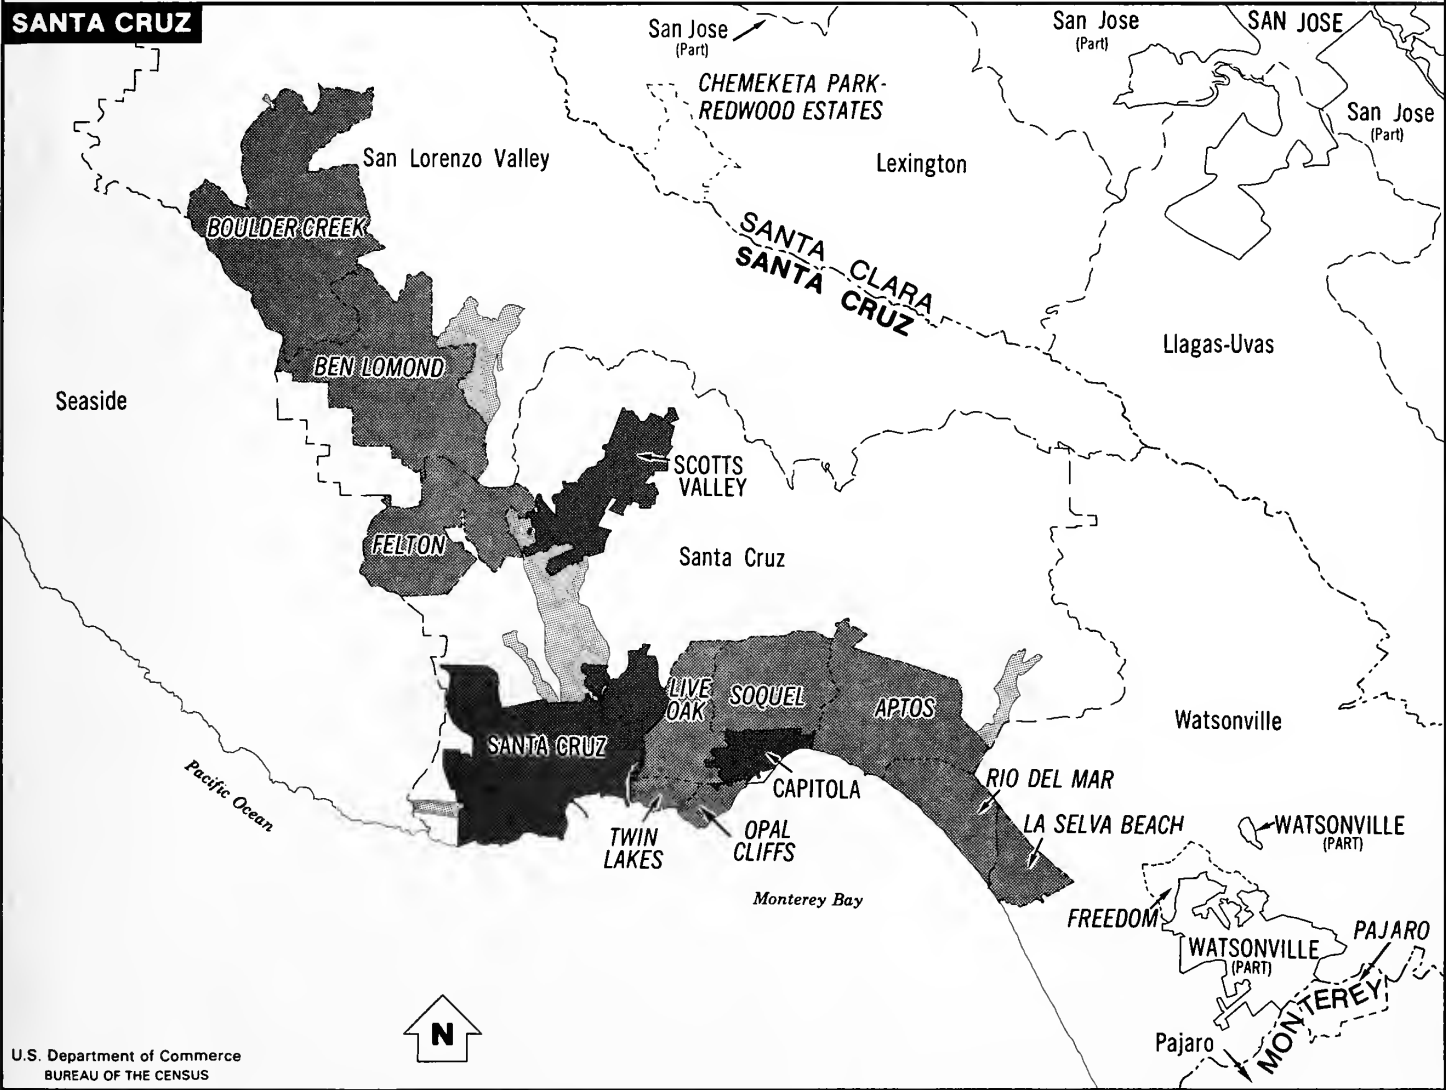 SANTA CRUZ
San Jose
(Part)
San Jose
(Part)
SAN JOSE
CHEMEKETA PARK-
REDWOOD ESTATES
San Jose
(Part)
San Lorenzo Valley
Lexington
BOULDER CREEK
SANTA CLARA
SANTA CRUZ
Llagas-Uvas
BEN LOMOND
Seaside
SCOTTS
VALLEY
FELTON
Santa Cruz
LIVE
OAK
SOQUEL
APTOS
Watsonville
SANTA CRUZ
Pacific Ocean
CAPITOLA
RIO DEL MAR
TWIN
LAKES
OPAL
CLIFFS
LA SELVA BEACH
WATSONVILLE
(PART)
Monterey Bay
FREEDOM
PAJARO
WATSONVILLE
(PART)
MONTEREY
N
Pajaro
U.S. Department of Commerce
BUREAU OF THE CENSUS